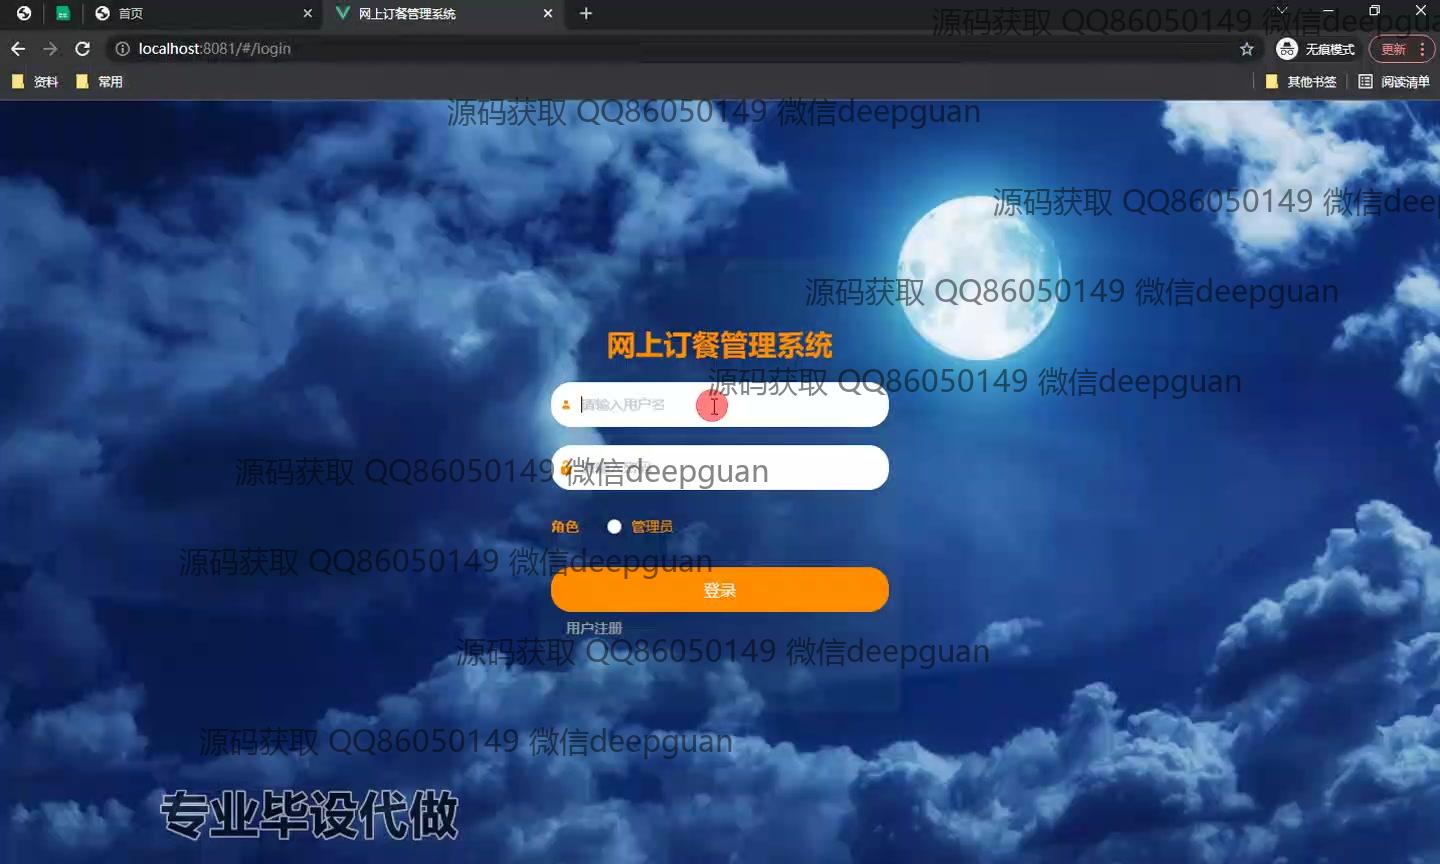 首页
网上订餐管理系统
源码获取 QQ86050149 微信deepgua
localhost:8081/#/login
无痕模式
更新
资料
常用
其他书签
阅读清单
源码获取 QQ86050149 微信deepguan
源码获取 QQ86050149 微信deep
源码获取 QQ86050149 微信deepguan
网上订餐管理系统
源码获取 QQ86050149 微信deepguan
请输入用户名
源码获取 QQ86050149 微信deepguan
角色
管理员
源码获取 QQ86050149 微信deepguan
登录
用户注册
源码获取 QQ86050149 微信deepguan
源码获取 QQ86050149 微信deepguan
专业毕设代做